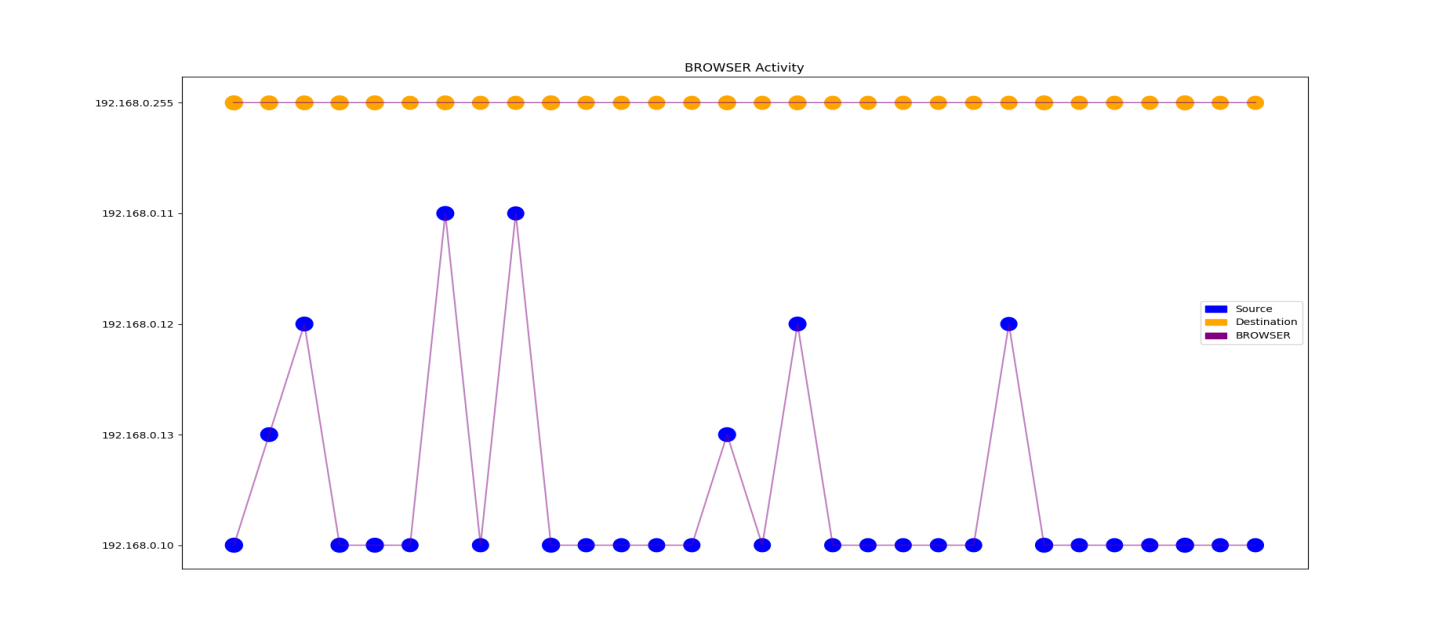 BROWSER Activity
192.168.0.255
192.168.0.11
192.168.0.12
192.168.0.13
192.168.0.10
Source
Destination
BROWSER